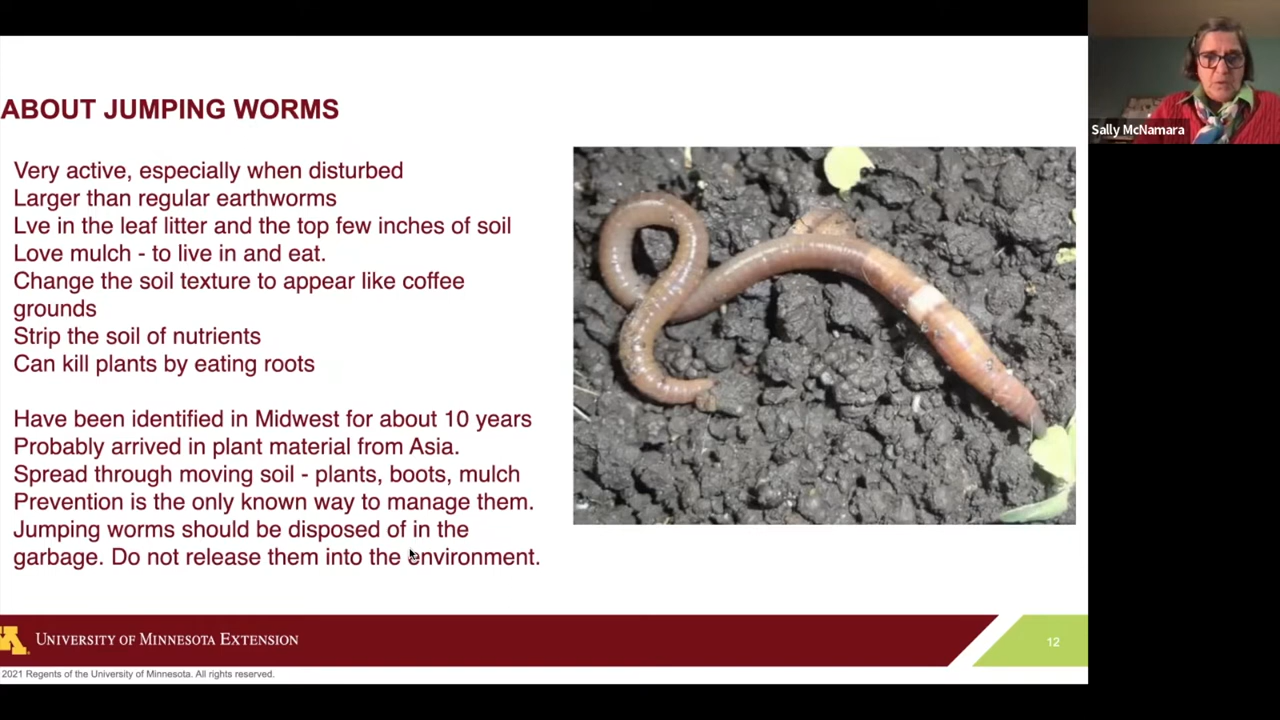 ABOUT JUMPING WORMS
Very active, especially when disturbed
Larger than regular earthworms
Lve in the leaf litter and the top few inches of soil
Love mulch - to live in and eat.
Change the soil texture to appear like coffee
grounds
Strip the soil of nutrients
Can kill plants by eating roots
Have been identified in Midwest for about 10 years
Probably arrived in plant material from Asia.
Spread through moving soil - plants, boots, mulch
Prevention is the only known way to manage them.
Jumping worms should be disposed of in the
garbage. Do not release them into the environment.
UNIVERSITY OF MINNESOTA EXTENSION
12
2021 Regents of the University of Minnesota. All rights reserved.
Sally McNamara